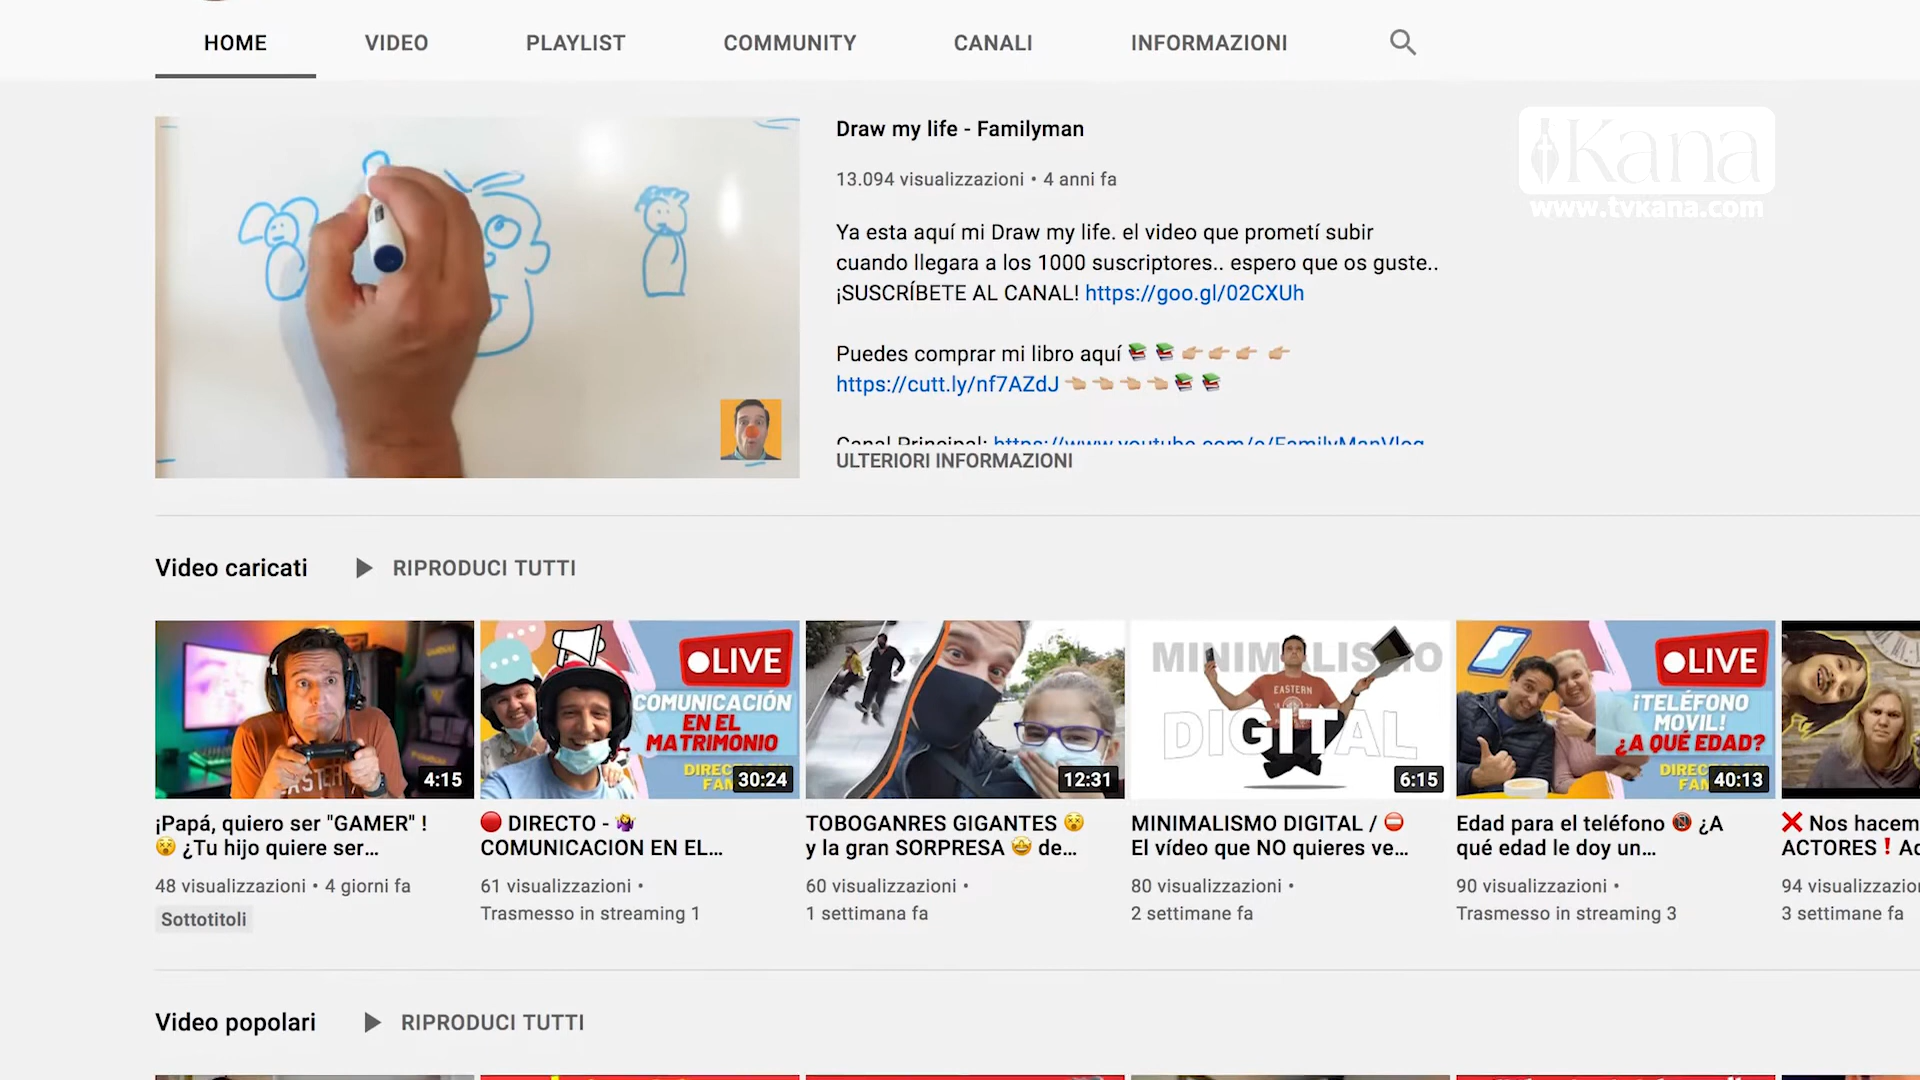 HOME VIDEO PLAYLIST COMMUNITY CANALI INFORMAZIONI
Kana
www.tvkana.com
Draw my life - Familyman
13.094 visualizzazioni • 4 anni fa
Ya esta aquí mi Draw my life. el video que prometí subir
cuando llegara a los 1000 suscriptores.. espero que os guste..
¡SUSCRÍBETE AL CANAL! https://goo.gl/02CXUh
Puedes comprar mi libro aquí 📚 📚 👉🏼 👉🏼 👉🏼 👉🏼
https://cutt.ly/nf7AZdJ 👈🏼 👈🏼 👈🏼 👈🏼 📚 📚
Canal Principal: https://www.youtube.com/c/FamilyManVlog
ULTERIORI INFORMAZIONI
Video caricati ▶ RIPRODUCI TUTTI
EASTERN
4:15
LIVE
COMUNICACIÓN
EN EL
MATRIMONIO
30:24
12:31
MINIMALISMO
EASTERN
DIGITAL
6:15
LIVE
¡TELÉFONO
MOVIL!
¿A QUÉ EDAD?
40:13
¡Papá, quiero ser "GAMER" !
😵 ¿Tu hijo quiere ser...
48 visualizzazioni • 4 giorni fa
Sottotitoli
🔴 DIRECTO - 🤷‍♀️
COMUNICACION EN EL...
61 visualizzazioni •
Trasmesso in streaming 1
TOBOGANRES GIGANTES 😵
y la gran SORPRESA 🤩 de...
60 visualizzazioni •
1 settimana fa
MINIMALISMO DIGITAL / ⛔
El vídeo que NO quieres ve...
80 visualizzazioni •
2 settimane fa
Edad para el teléfono 📵 ¿A
qué edad le doy un...
90 visualizzazioni •
Trasmesso in streaming 3
❌ Nos hacem
ACTORES❗
94 visualizzazion
3 settimane fa
Video popolari ▶ RIPRODUCI TUTTI